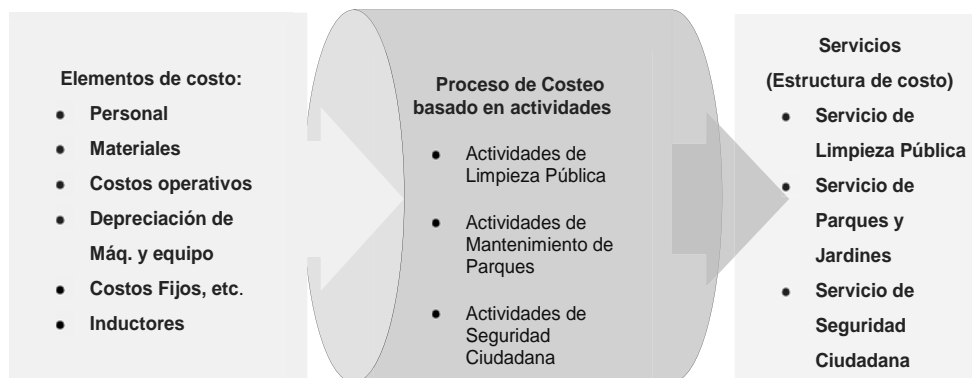 Elementos de costo:
● Personal
● Materiales
● Costos operativos
● Depreciación de
Máq. y equipo
● Costos Fijos, etc.
● Inductores
Proceso de Costeo
basado en actividades
● Actividades de
Limpieza Pública
● Actividades de
Mantenimiento de
Parques
● Actividades de
Seguridad
Ciudadana
Servicios
(Estructura de costo)
● Servicio de
Limpieza Pública
● Servicio de
Parques y
Jardines
● Servicio de
Seguridad
Ciudadana